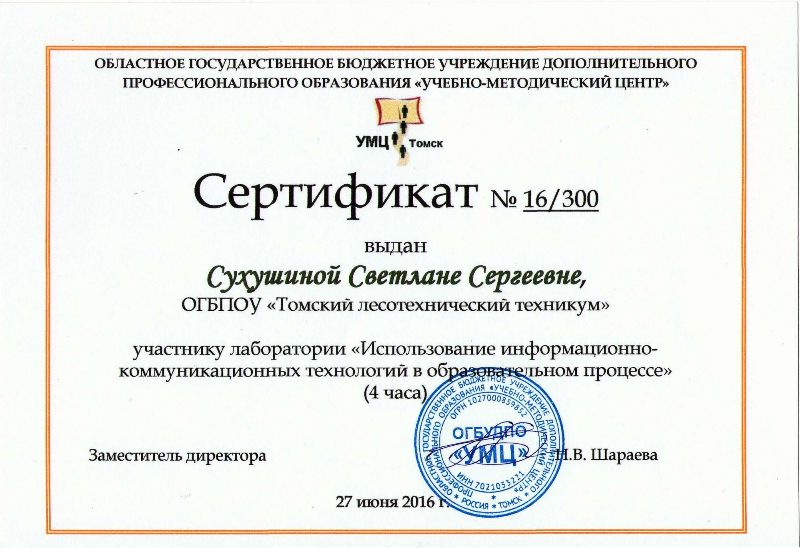 ОБЛАСТНОЕ ГОСУДАРСТВЕННОЕ БЮДЖЕТНОЕ УЧРЕЖДЕНИЕ ДОПОЛНИТЕЛЬНОГО
ПРОФЕССИОНАЛЬНОГО ОБРАЗОВАНИЯ «УЧЕБНО-МЕТОДИЧЕСКИЙ ЦЕНТР»
УМЦ Томск
Сертификат № 16/300
выдан
Сухушиной Светлане Сергеевне,
ОГБПОУ «Томский лесотехнический техникум»
участнику лаборатории «Использование информационно-
коммуникационных технологий в образовательном процессе»
(4 часа)
Заместитель директора
Н.В. Шараева
27 июня 2016 г.
ОБЛАСТНОЕ ГОСУДАРСТВЕННОЕ БЮДЖЕТНОЕ УЧРЕЖДЕНИЕ ДОПОЛНИТЕЛЬНОГО
ПРОФЕССИОНАЛЬНОГО ОБРАЗОВАНИЯ «УЧЕБНО-МЕТОДИЧЕСКИЙ ЦЕНТР»
ОГРН 1027000859852
ОГБУДПО
«УМЦ»
ИНН 7021053221
* РОССИЯ * ТОМСК *